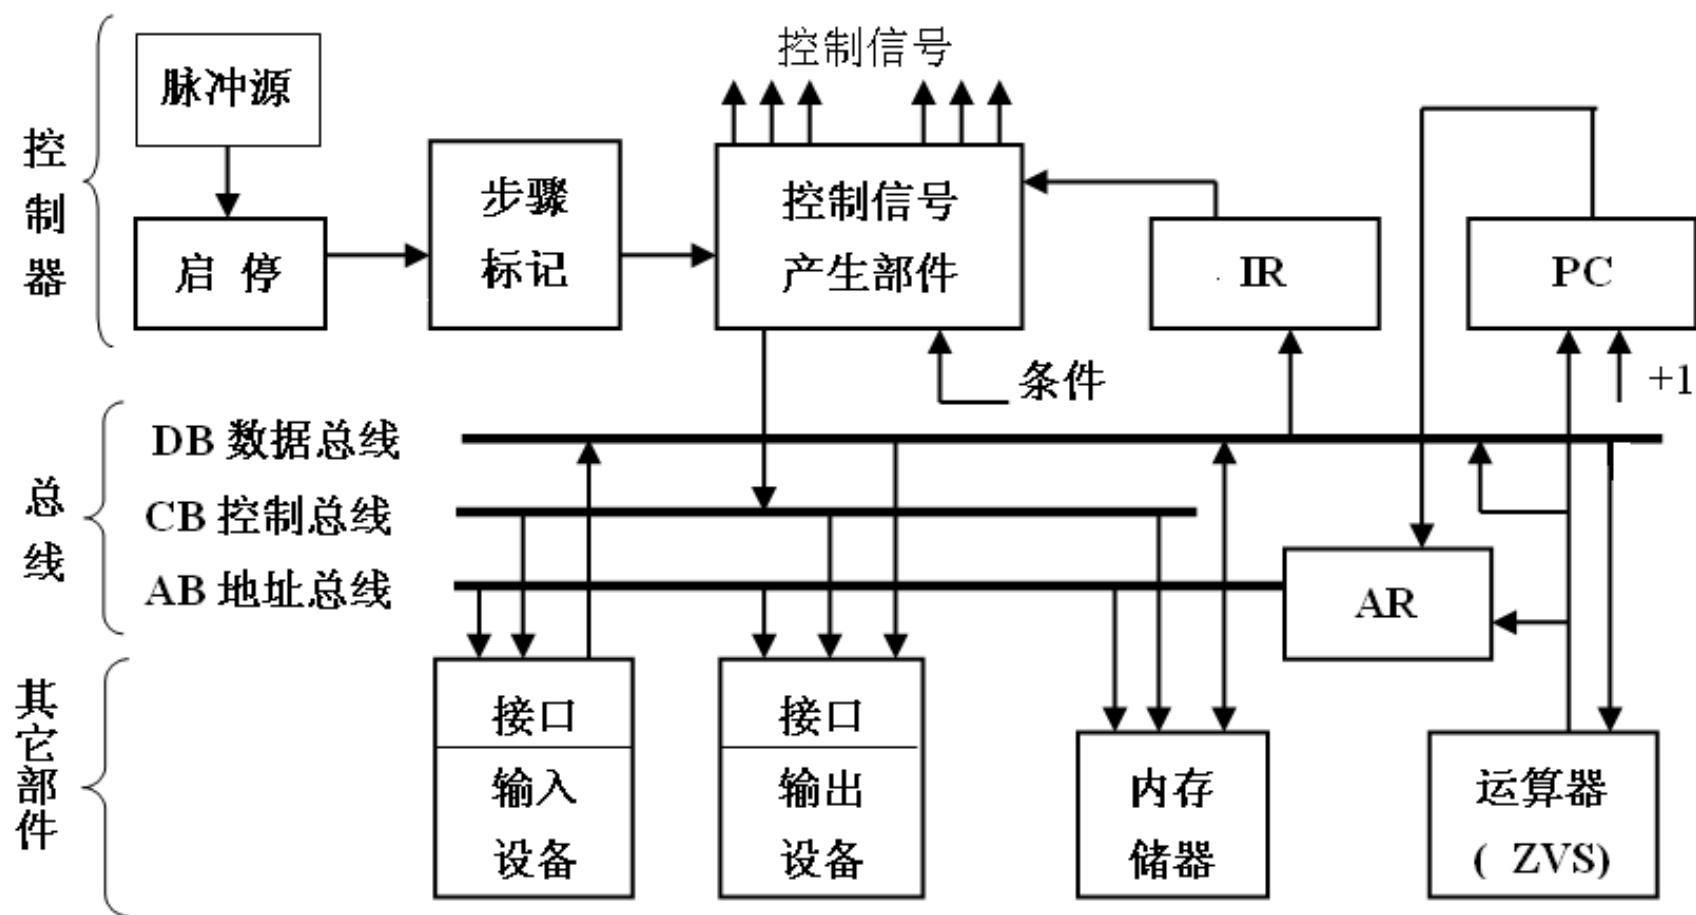 控制信号
脉冲源
控制器
步骤
标记
控制信号
产生部件
启 停
IR
PC
条件
+1
总线
DB 数据总线
CB 控制总线
AB 地址总线
AR
其它部件
接口
输入
设备
接口
输出
设备
内存
储器
运算器
( ZVS)